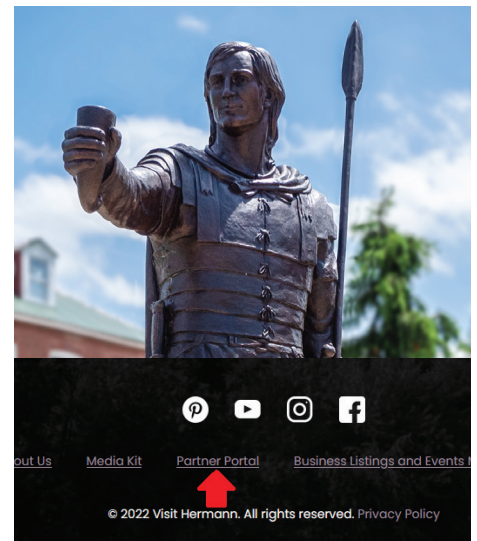 out Us Media Kit Partner Portal Business Listings and Events
© 2022 Visit Hermann. All rights reserved. Privacy Policy